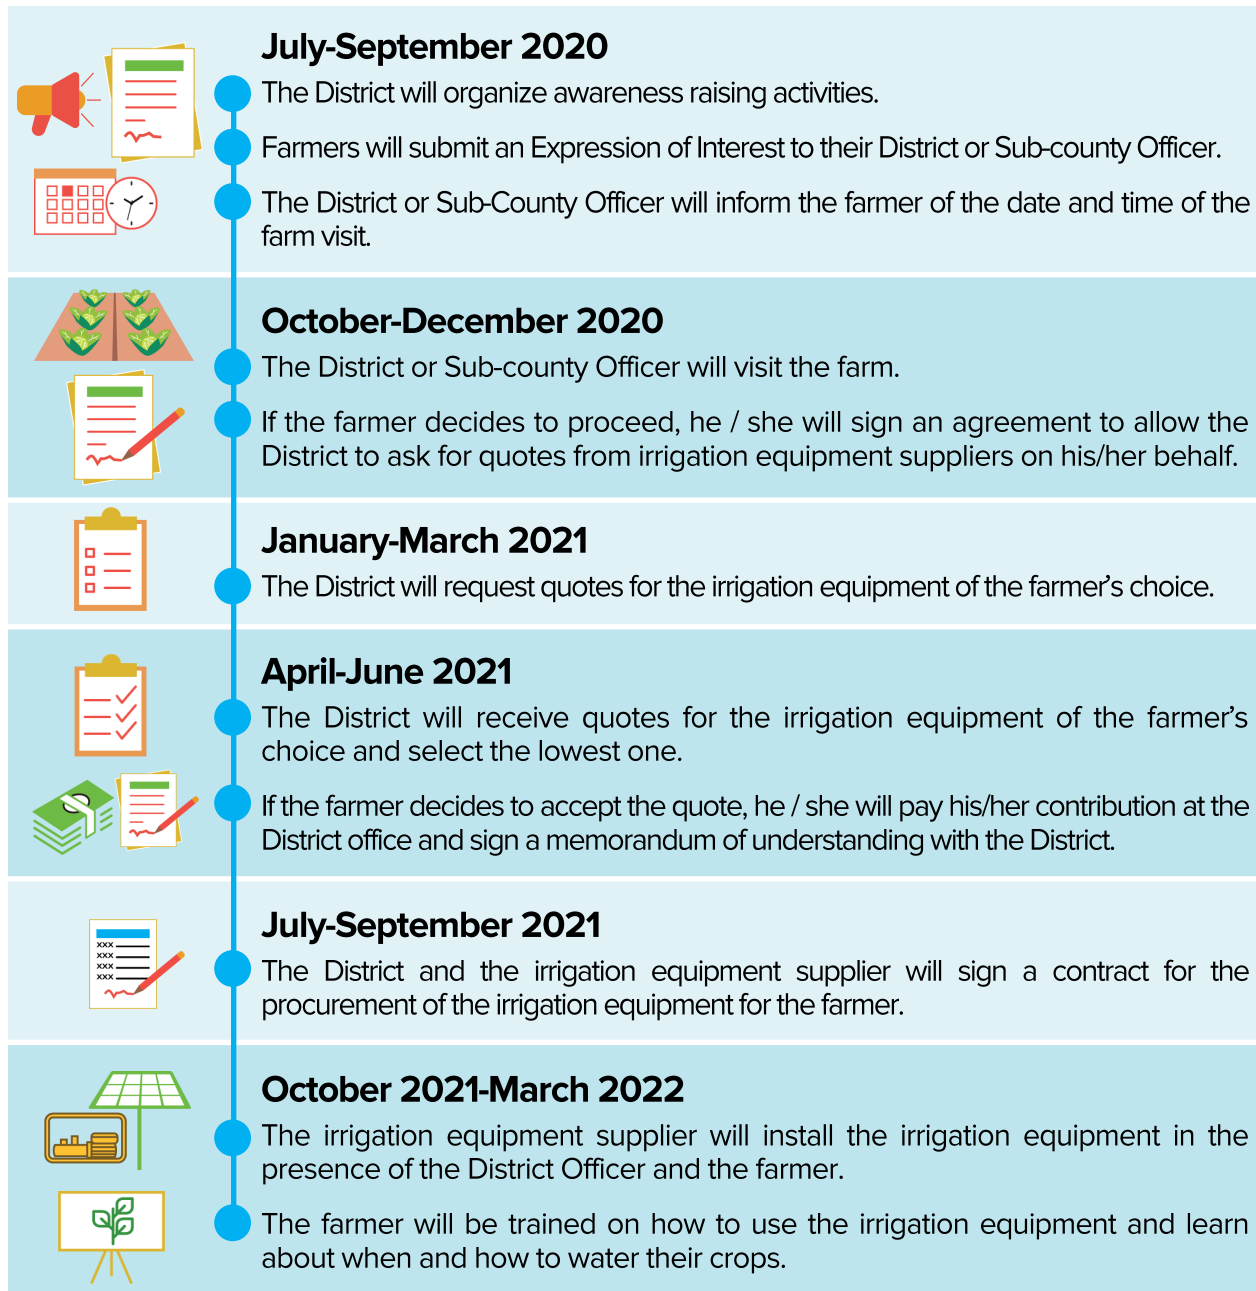 July-September 2020
The District will organize awareness raising activities.
Farmers will submit an Expression of Interest to their District or Sub-county Officer.
The District or Sub-County Officer will inform the farmer of the date and time of the
farm visit.
October-December 2020
The District or Sub-county Officer will visit the farm.
If the farmer decides to proceed, he / she will sign an agreement to allow the
District to ask for quotes from irrigation equipment suppliers on his/her behalf.
January-March 2021
The District will request quotes for the irrigation equipment of the farmer’s choice.
April-June 2021
The District will receive quotes for the irrigation equipment of the farmer’s
choice and select the lowest one.
If the farmer decides to accept the quote, he / she will pay his/her contribution at the
District office and sign a memorandum of understanding with the District.
July-September 2021
xxx
xxx
xxx
xxx
The District and the irrigation equipment supplier will sign a contract for the
procurement of the irrigation equipment for the farmer.
October 2021-March 2022
The irrigation equipment supplier will install the irrigation equipment in the
presence of the District Officer and the farmer.
The farmer will be trained on how to use the irrigation equipment and learn
about when and how to water their crops.